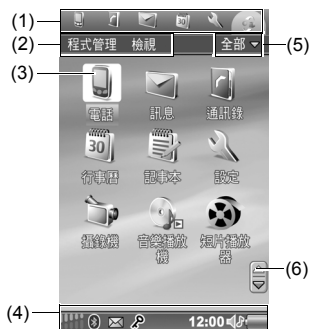 (1)
30
(2) 程式管理 檢視 全部 (5)
(3)
電話 訊息 通訊錄
30
行事曆 記事本 設定
攝錄機 音樂播放機 短片播放器
(6)
(4) 12:00